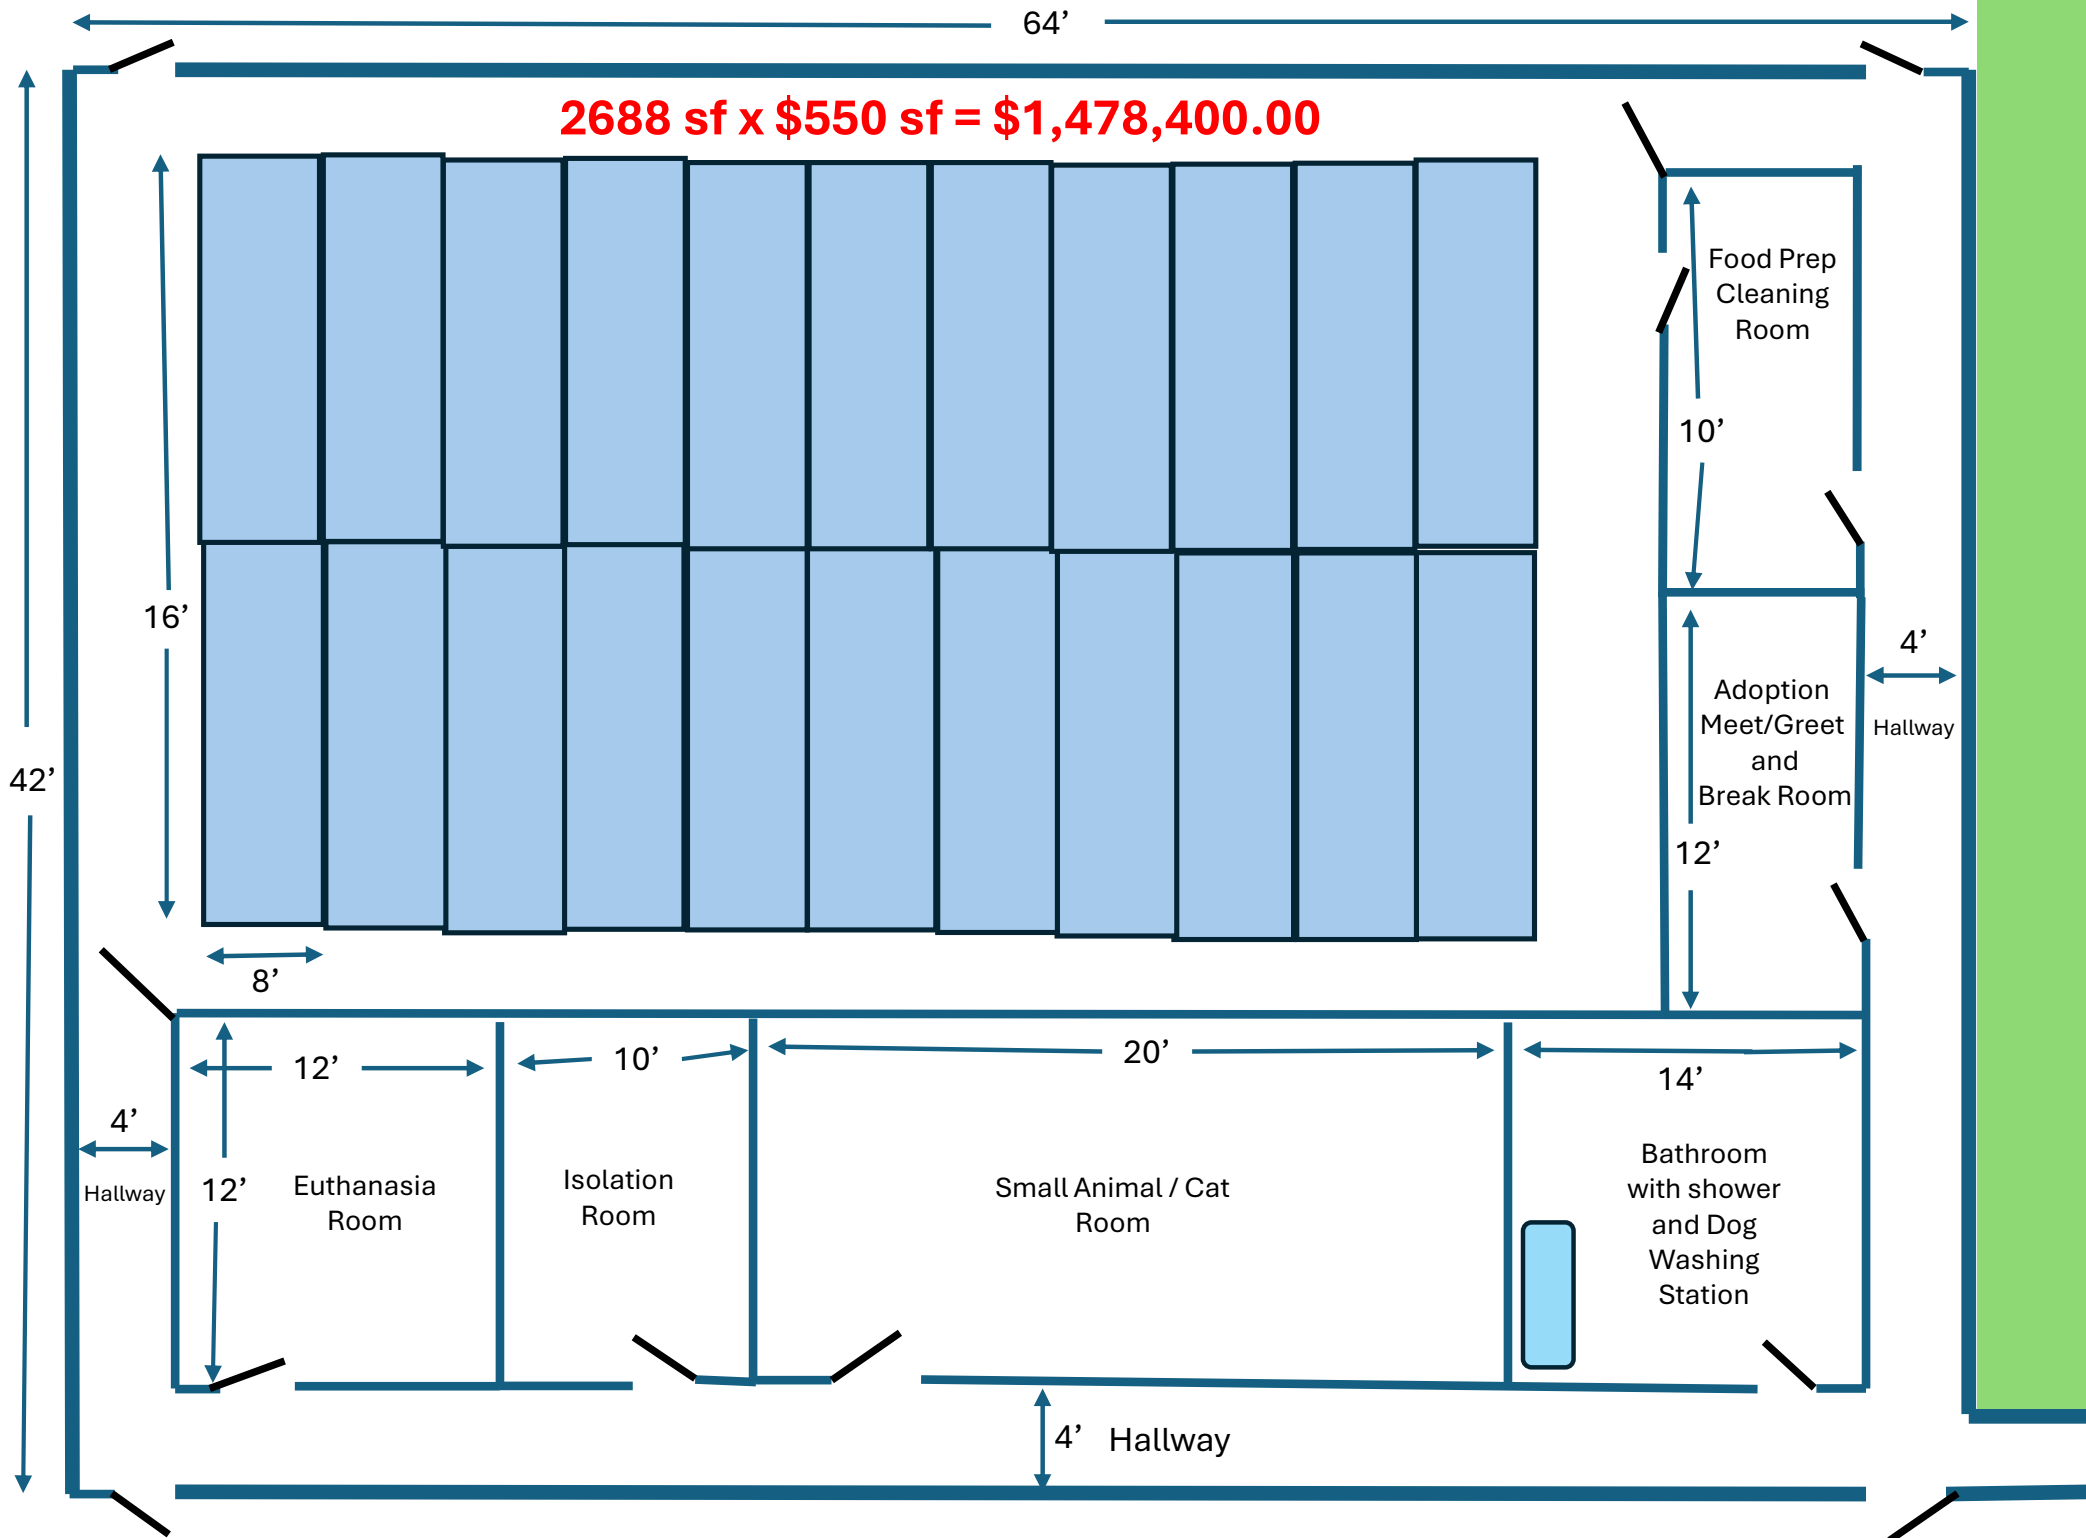 64’
2688 sf x $550 sf = $1,478,400.00
Food Prep
Cleaning
Room
10’
16’
4’
Adoption
Meet/Greet
and
Break Room
Hallway
42’
12’
8’
12’
10’
20’
14’
4’
Hallway
12’
Euthanasia
Room
Isolation
Room
Small Animal / Cat
Room
Bathroom
with shower
and Dog
Washing
Station
4’ Hallway